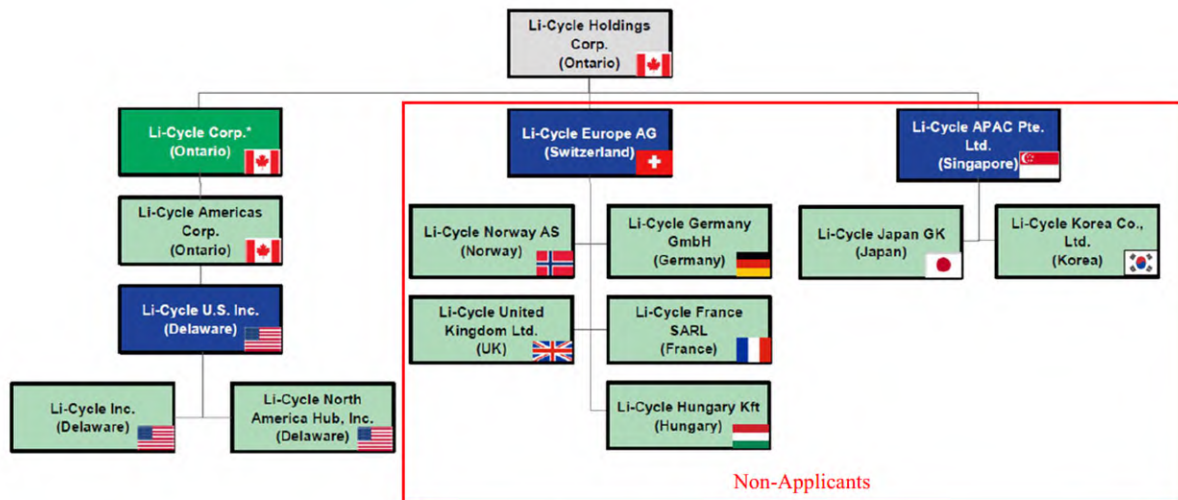 Li-Cycle Holdings
Corp.
(Ontario)
Li-Cycle Corp.*
(Ontario)
Li-Cycle Europe AG
(Switzerland)
Li-Cycle APAC Pte.
Ltd.
(Singapore)
Li-Cycle Americas
Corp.
(Ontario)
Li-Cycle Norway AS
(Norway)
Li-Cycle Germany
GmbH
(Germany)
Li-Cycle Japan GK
(Japan)
Li-Cycle Korea Co.,
Ltd.
(Korea)
Li-Cycle U.S. Inc.
(Delaware)
Li-Cycle United
Kingdom Ltd.
(UK)
Li-Cycle France
SARL
(France)
Li-Cycle Inc.
(Delaware)
Li-Cycle North
America Hub, Inc.
(Delaware)
Li-Cycle Hungary Kft
(Hungary)
Non-Applicants